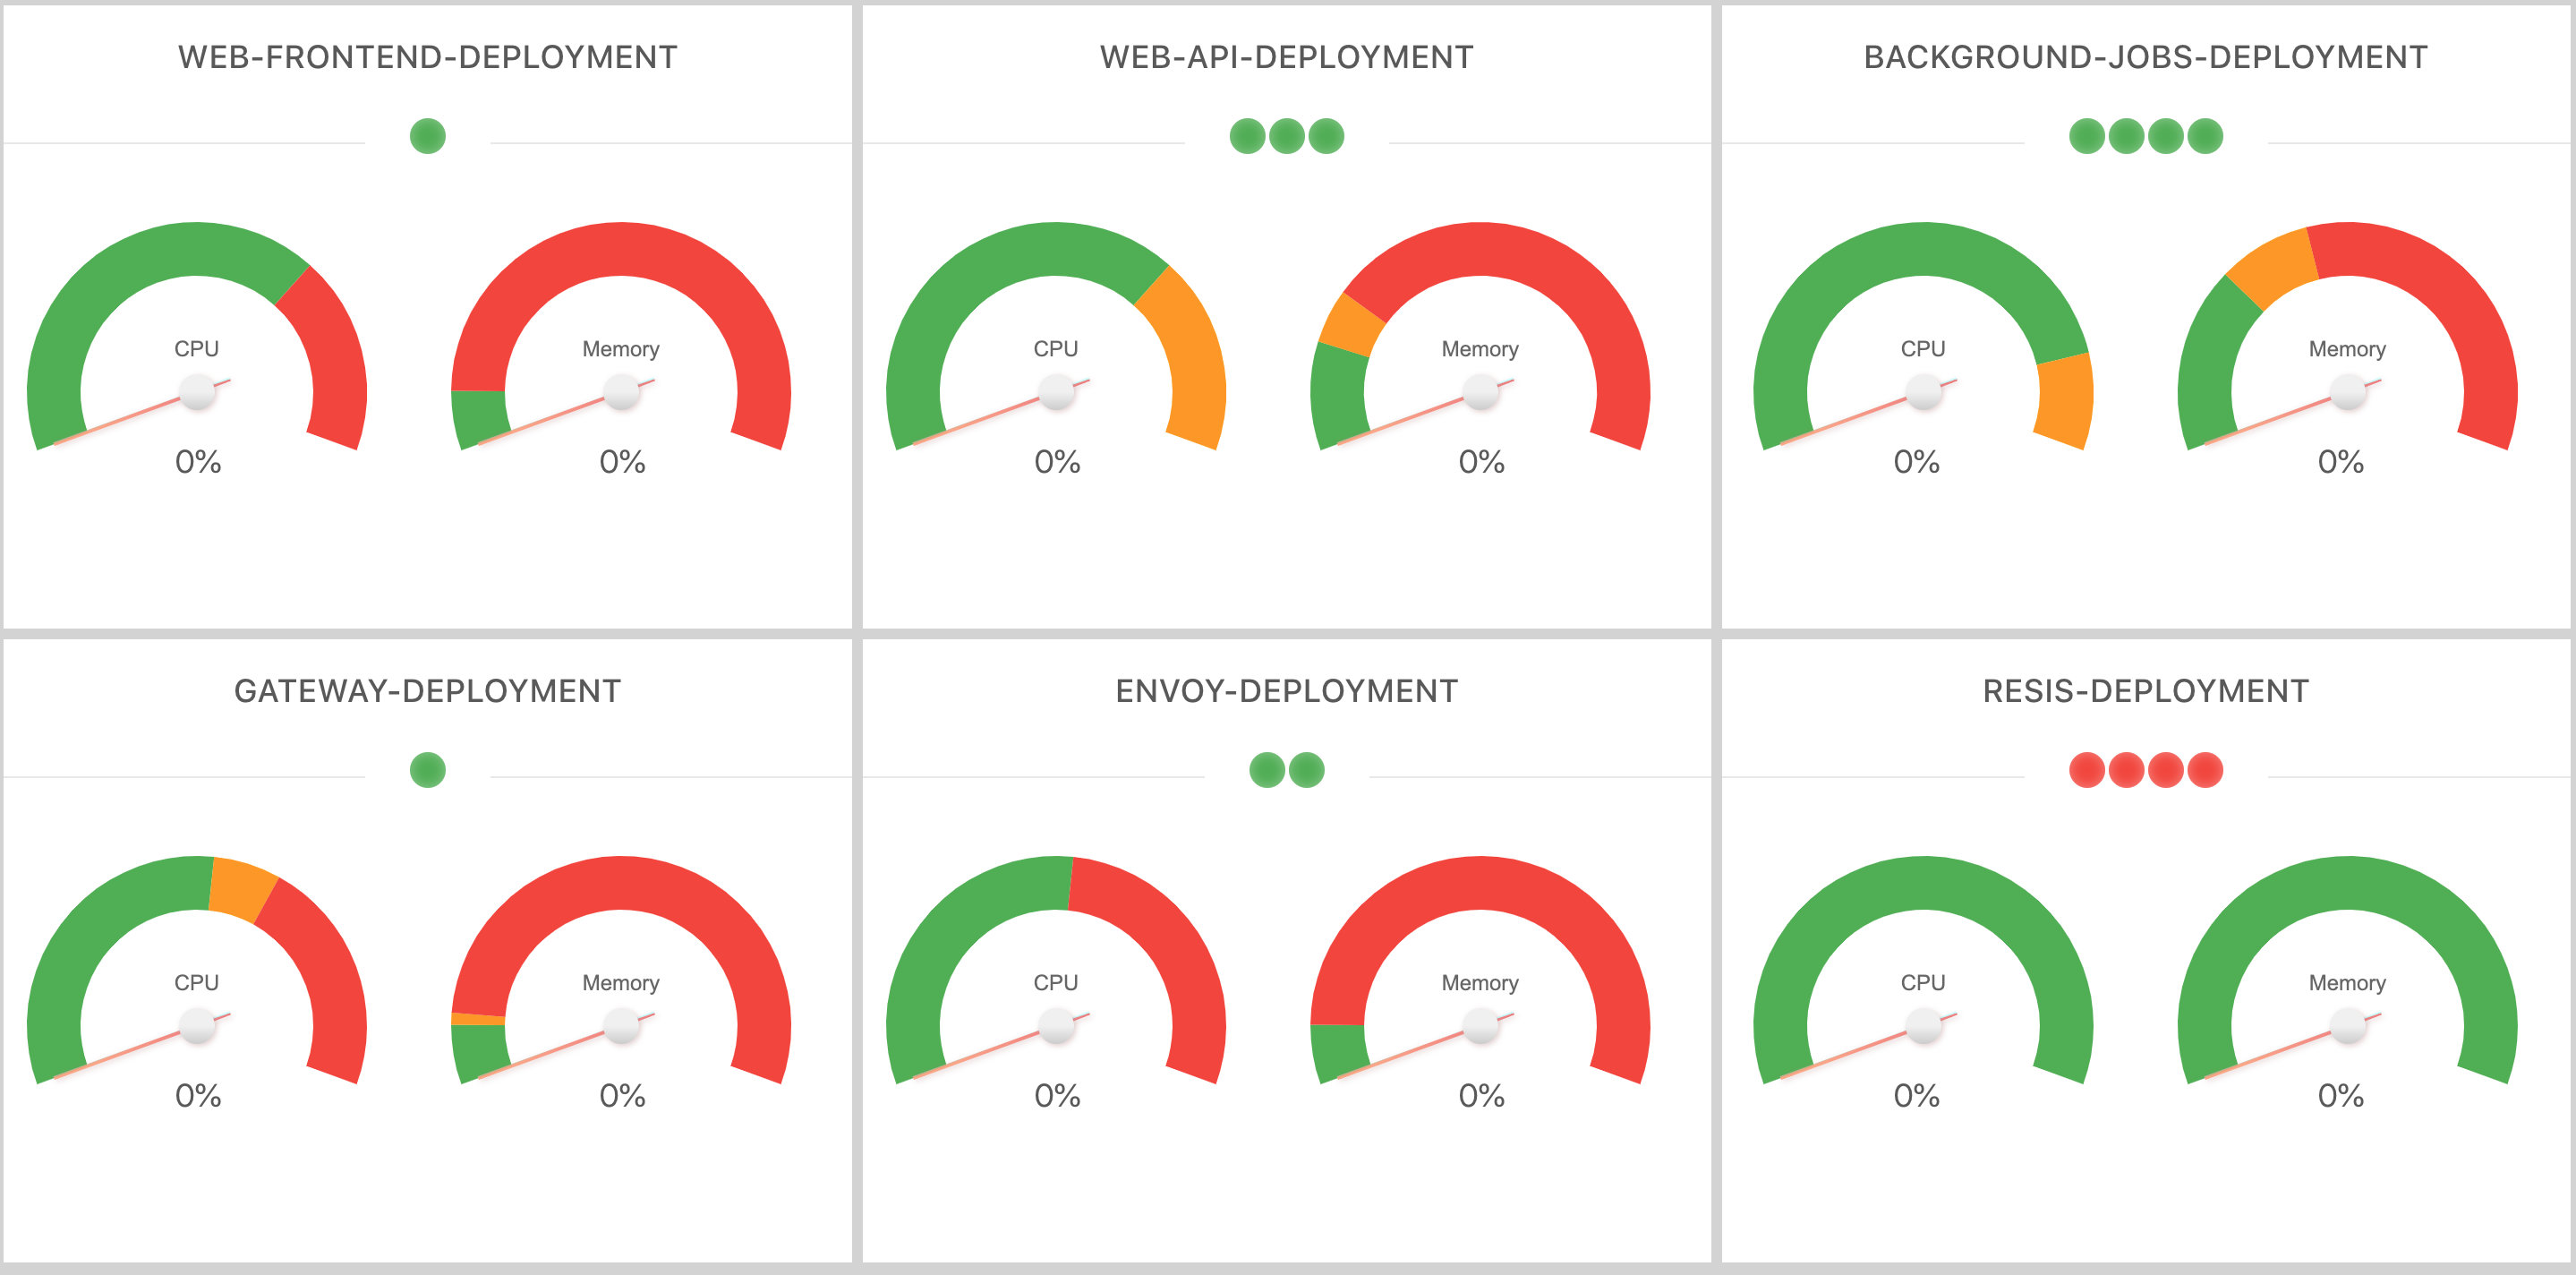 WEB-FRONTEND-DEPLOYMENT
CPU
0%
Memory
0%
WEB-API-DEPLOYMENT
CPU
0%
Memory
0%
BACKGROUND-JOBS-DEPLOYMENT
CPU
0%
Memory
0%
GATEWAY-DEPLOYMENT
CPU
0%
Memory
0%
ENVOY-DEPLOYMENT
CPU
0%
Memory
0%
RESIS-DEPLOYMENT
CPU
0%
Memory
0%